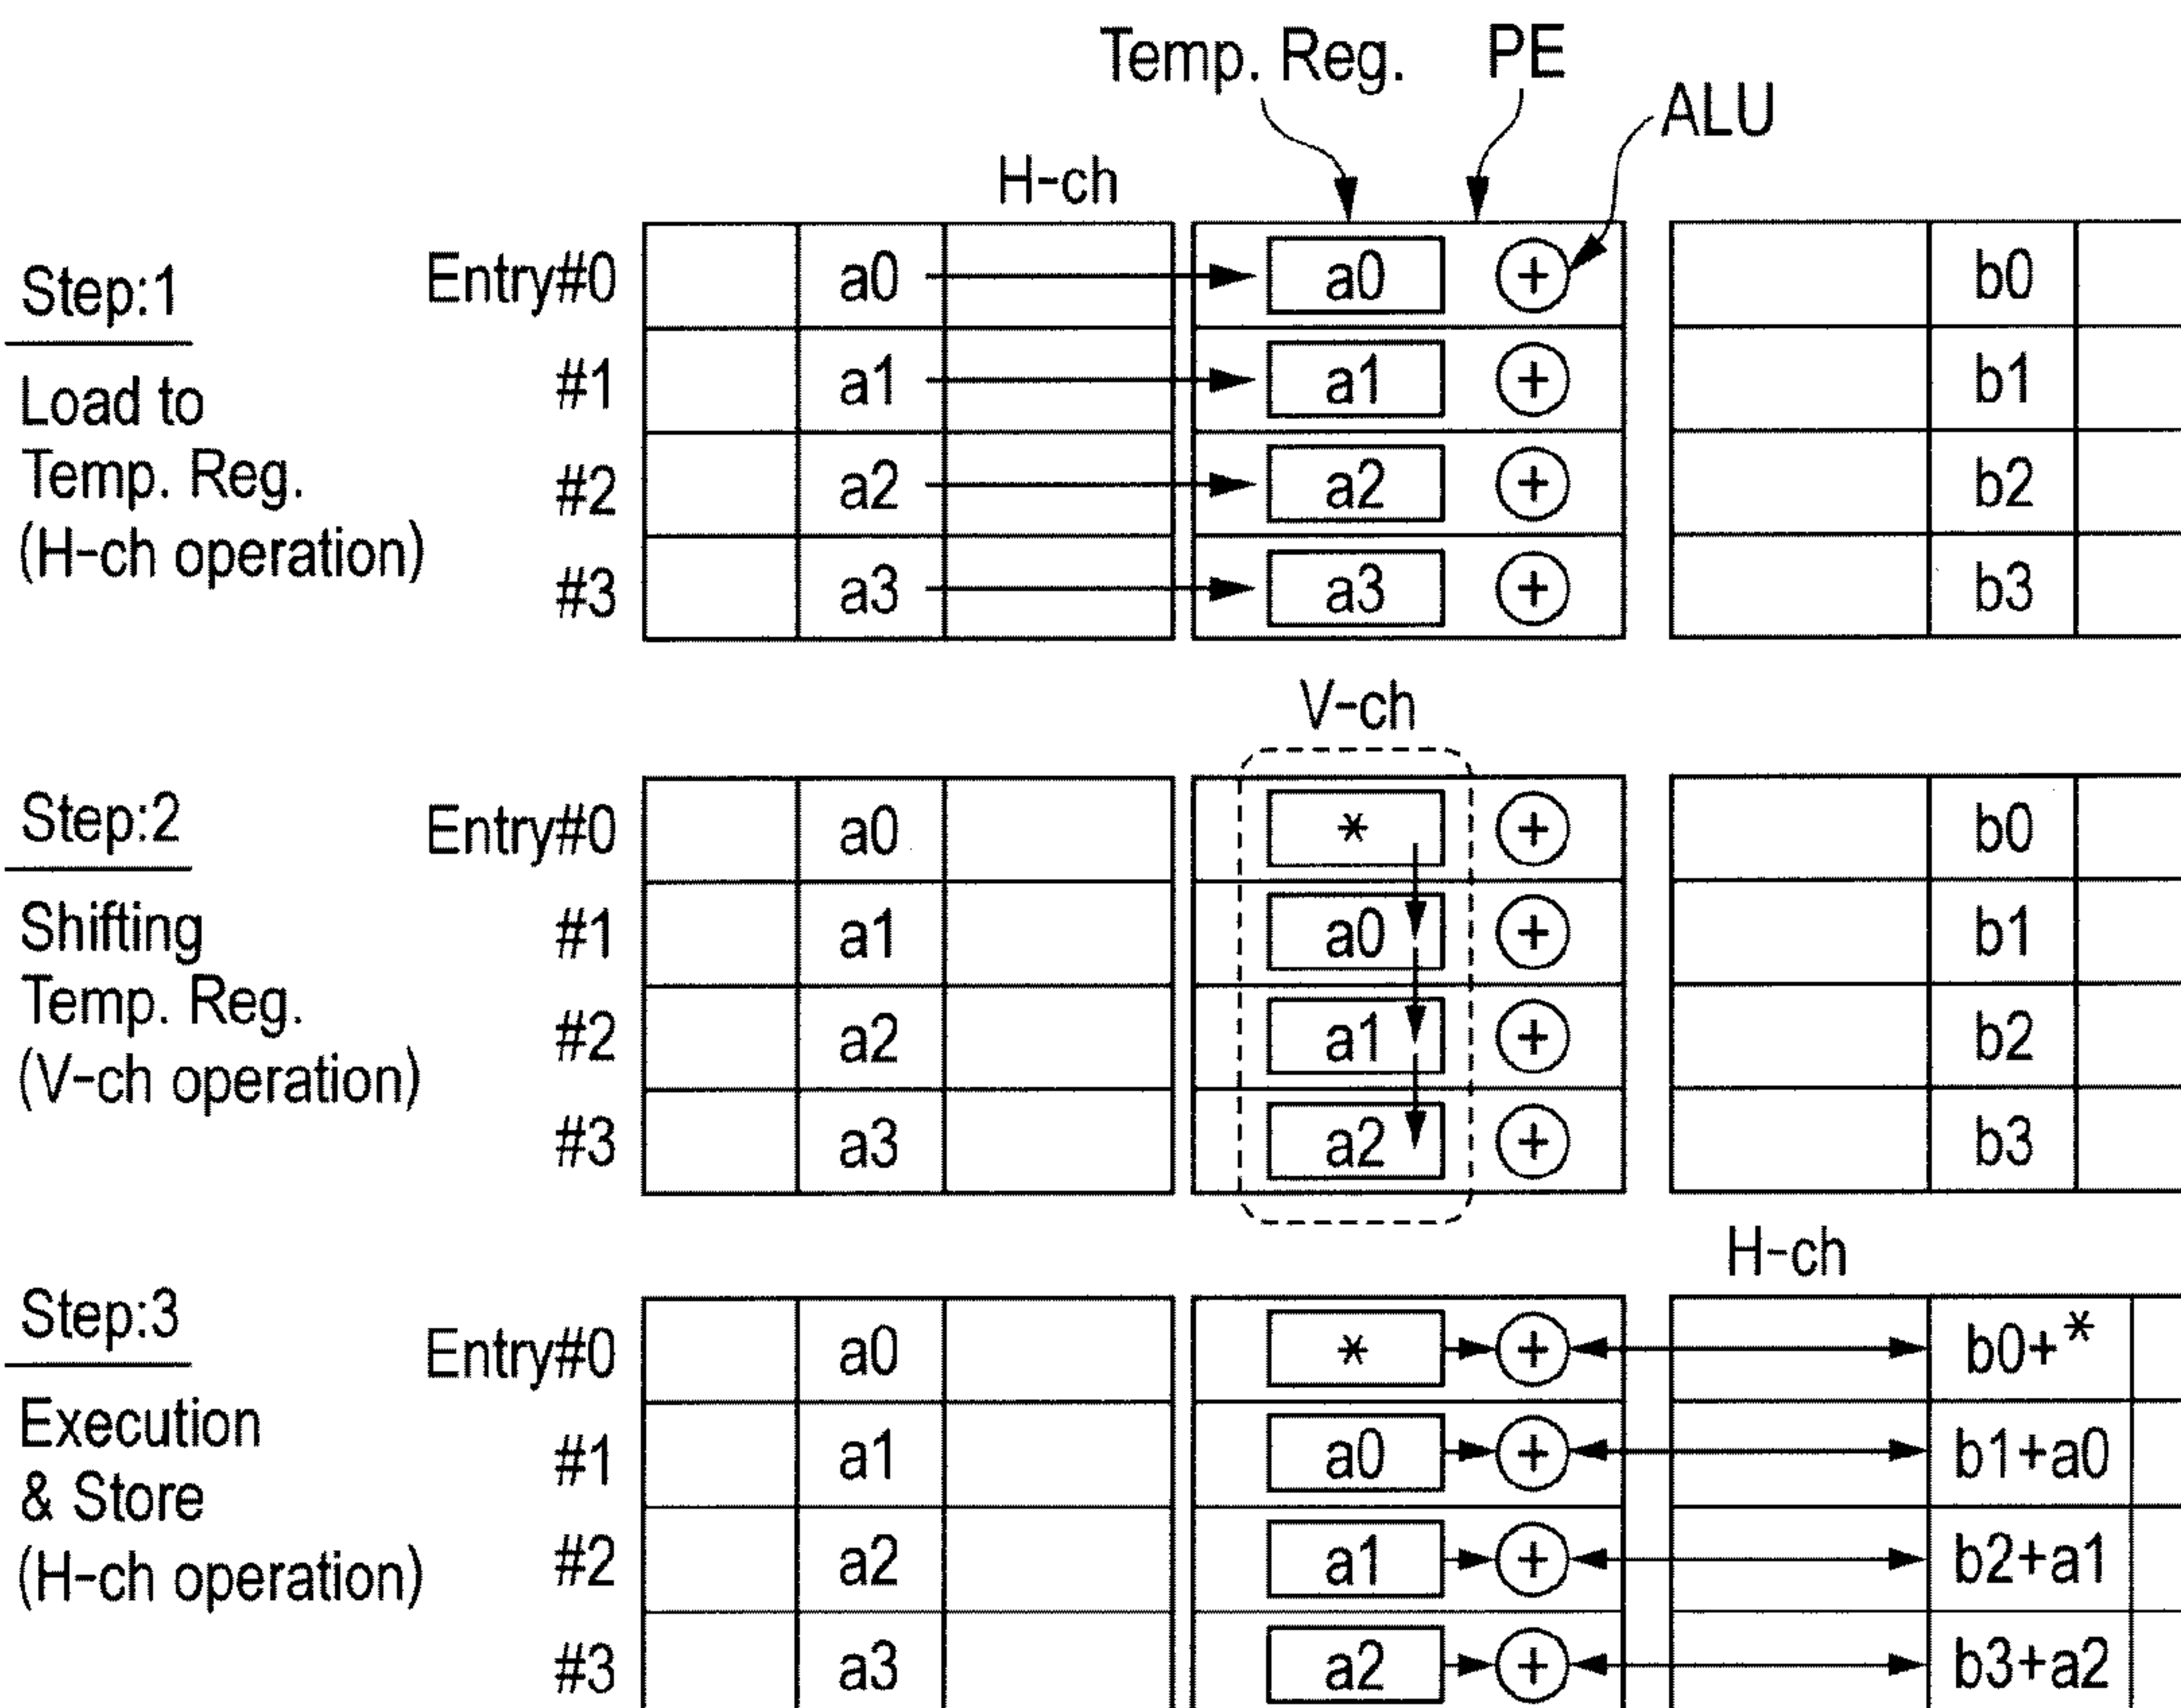 Temp. Reg. PE
ALU
H-ch
Step:1
Load to
Temp. Reg.
(H-ch operation)
Entry#0 a0 a0 + b0
#1 a1 a1 + b1
#2 a2 a2 + b2
#3 a3 a3 + b3
V-ch
Step:2
Shifting
Temp. Reg.
(V-ch operation)
Entry#0 a0 * + b0
#1 a1 a0 + b1
#2 a2 a1 + b2
#3 a3 a2 + b3
H-ch
Step:3
Execution
& Store
(H-ch operation)
Entry#0 a0 * + b0+*
#1 a1 a0 + b1+a0
#2 a2 a1 + b2+a1
#3 a3 a2 + b3+a2